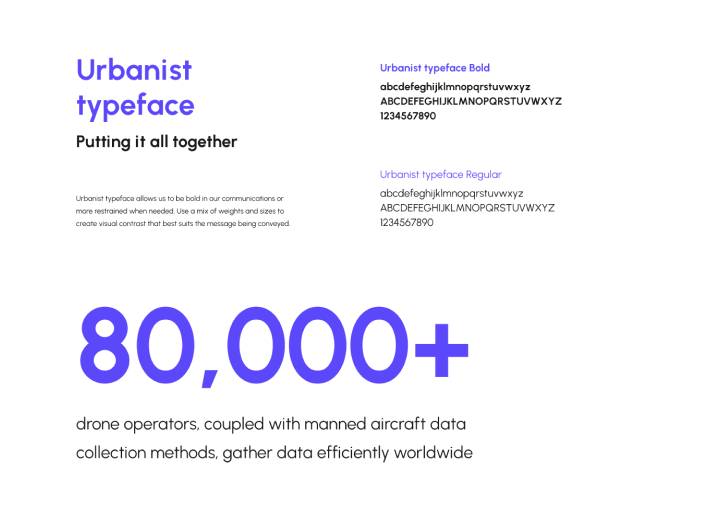 Urbanist
typeface
Putting it all together
Urbanist typeface allows us to be bold in our communications or
more restrained when needed. Use a mix of weights and sizes to
create visual contrast that best suits the message being conveyed.
Urbanist typeface Bold
abcdefeghijklmnopqrstuvwxyz
ABCDEFEGHIJKLMNOPQRSTUVWXYZ
1234567890
Urbanist typeface Regular
abcdefeghijklmnopqrstuvwxyz
ABCDEFEGHIJKLMNOPQRSTUVWXYZ
1234567890
80,000+
drone operators, coupled with manned aircraft data
collection methods, gather data efficiently worldwide